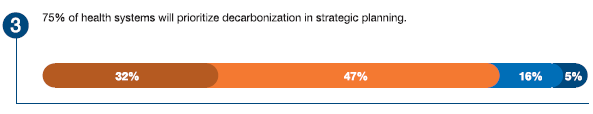 3
75% of health systems will prioritize decarbonization in strategic planning.
32% 47% 16% 5%